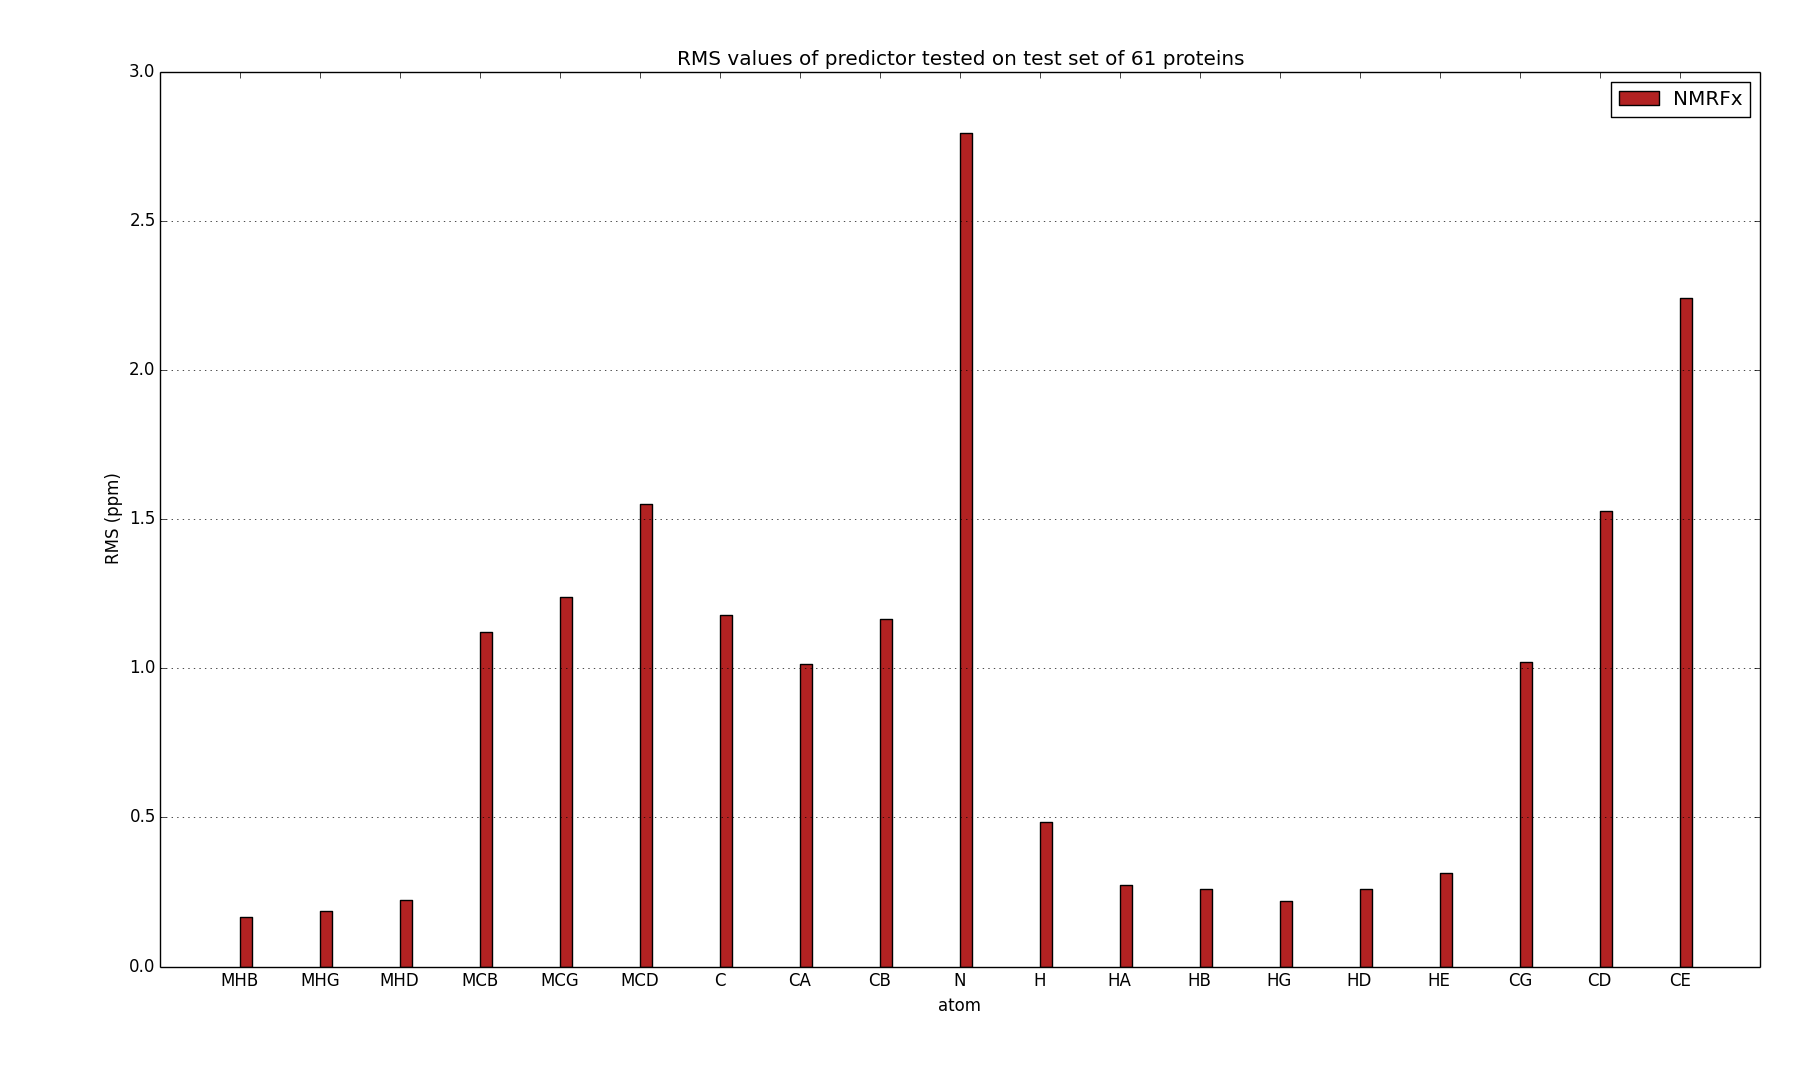 RMS values of predictor tested on test set of 61 proteins
NMRFx
3.0
2.5
2.0
1.5
1.0
0.5
0.0
RMS (ppm)
MHB MHG MHD MCB MCG MCD C CA CB N H HA HB HG HD HE CG CD CE
atom